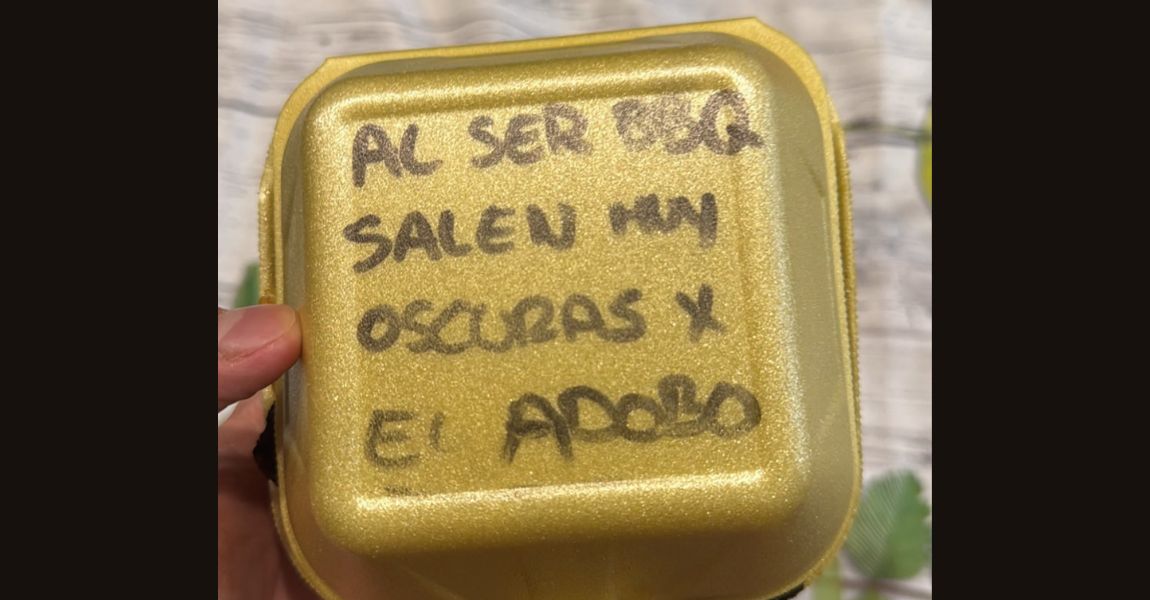 AL SER BBQ
SALEN MUY
OSCURAS X
El ADOBO